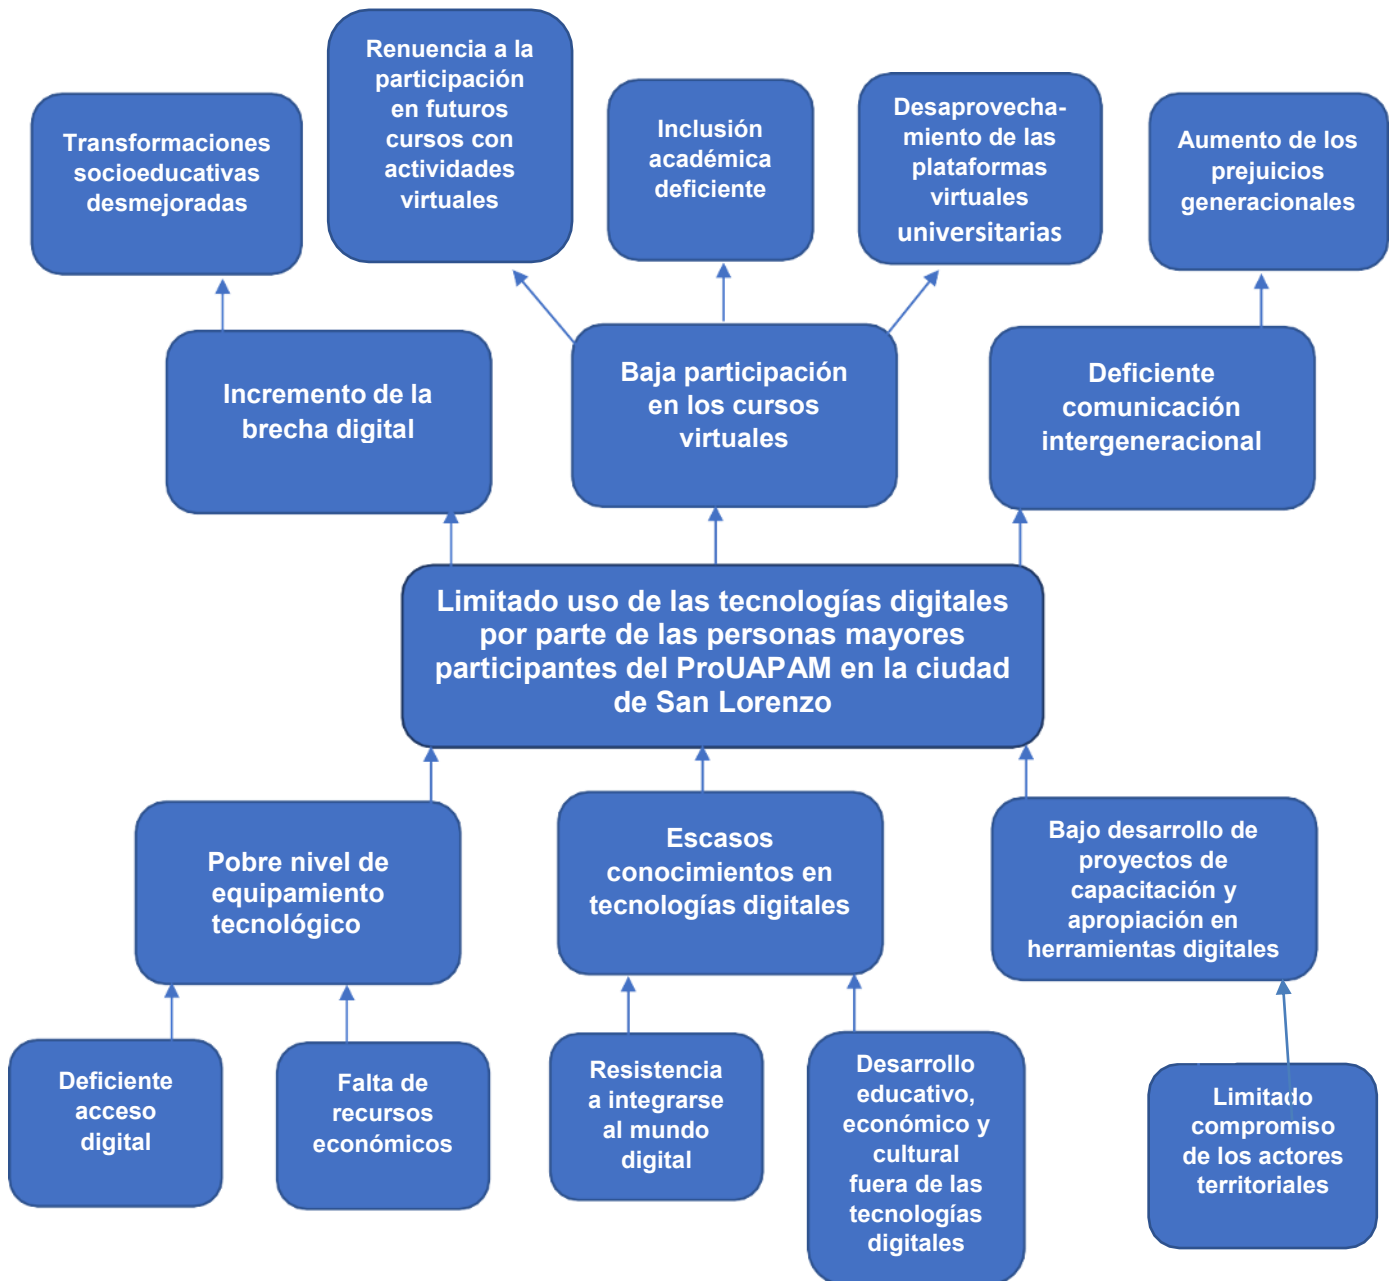 Transformaciones
socioeducativas
desmejoradas
Renuencia a la
participación
en futuros
cursos con
actividades
virtuales
Inclusión
académica
deficiente
Desaprovecha-
miento de las
plataformas
virtuales
universitarias
Aumento de los
prejuicios
generacionales
Incremento de la
brecha digital
Baja participación
en los cursos
virtuales
Deficiente
comunicación
intergeneracional
Limitado uso de las tecnologías digitales
por parte de las personas mayores
participantes del ProUAPAM en la ciudad
de San Lorenzo
Pobre nivel de
equipamiento
tecnológico
Escasos
conocimientos en
tecnologías digitales
Bajo desarrollo de
proyectos de
capacitación y
apropiación en
herramientas digitales
Deficiente
acceso
digital
Falta de
recursos
económicos
Resistencia
a integrarse
al mundo
digital
Desarrollo
educativo,
económico y
cultural
fuera de las
tecnologías
digitales
Limitado
compromiso
de los actores
territoriales